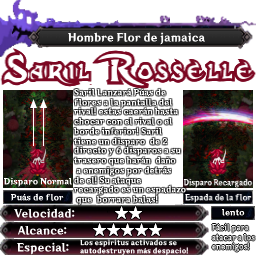 Hombre Flor de jamaica
Saril Rosselle
Saril Lanzará Púas de
flores a la pantalla del
rival! estas caerán hasta
chocar con el rival o el
borde inferior! Saril
tiene un disparo de 2
directo y 6 disparos a su
trasero que harán daño
a enemigos por detrás
de el! Su ataque
recargado es un espadazo
que borrara balas!
Disparo Normal
Púas de flor
Disparo Recargado
Espada de la flor
Velocidad: ★★
lento
Alcance: ★★★★★
Fácil para
atacar a los
enemigos!
Especial:
Los espíritus activados se
autodestruyen más despacio!